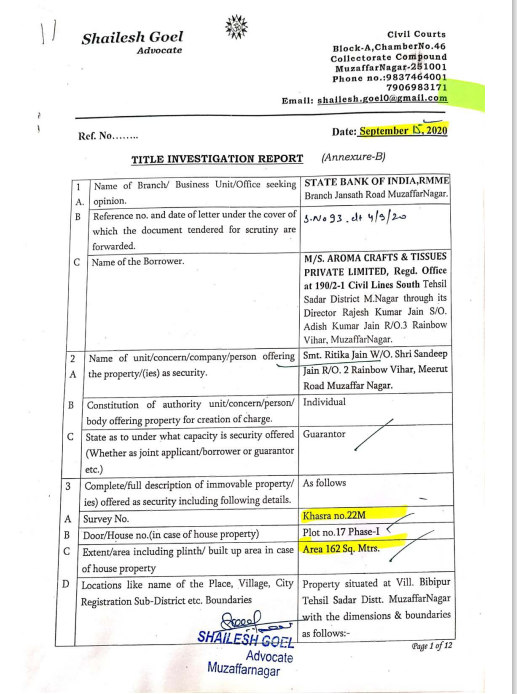 11
Shailesh Goel
Advocate
Civil Courts
Block-A,ChamberNo.46
Collectorate Compound
MuzaffarNagar-251001
Phone no.:9837464001
7906983171
Email: shailesh.goel0@gmail.com
Ref. No........
Date: September 15, 2020
TITLE INVESTIGATION REPORT (Annexure-B)
1 A. Name of Branch/ Business Unit/Office seeking opinion.
STATE BANK OF INDIA,RMME
Branch Jansath Road MuzaffarNagar.
B Reference no. and date of letter under the cover of
which the document tendered for scrutiny are
forwarded.
S.No 93. dt 4/9/20
C Name of the Borrower.
M/S. AROMA CRAFTS & TISSUES
PRIVATE LIMITED, Regd. Office
at 190/2-1 Civil Lines South Tehsil
Sadar District M.Nagar through its
Director Rajesh Kumar Jain S/O.
Adish Kumar Jain R/O.3 Rainbow
Vihar, MuzaffarNagar.
2 A Name of unit/concern/company/person offering
the property/(ies) as security.
Smt. Ritika Jain W/O. Shri Sandeep
Jain R/O. 2 Rainbow Vihar, Meerut
Road Muzaffar Nagar.
B Constitution of authority unit/concern/person/
body offering property for creation of charge.
Individual
C State as to under what capacity is security offered
(Whether as joint applicant/borrower or guarantor
etc.)
Guarantor
3 Complete/full description of immovable property/
ies) offered as security including following details.
As follows
A Survey No.
Khasra no.22M
B Door/House no.(in case of house property)
Plot no.17 Phase-I
C Extent/area including plinth/ built up area in case
of house property
Area 162 Sq. Mtrs.
D Locations like name of the Place, Village, City
Registration Sub-District etc. Boundaries
Property situated at Vill. Bibipur
Tehsil Sadar Distt. MuzaffarNagar
with the dimensions & boundaries
as follows:-
SHAILESH GOEL
Advocate
Muzaffarnagar
Page 1 of 12